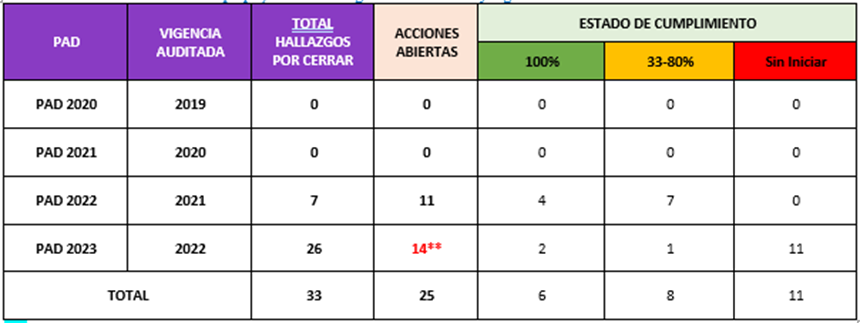 PAD VIGENCIA AUDITADA TOTAL HALLAZGOS POR CERRAR ACCIONES ABIERTAS ESTADO DE CUMPLIMIENTO
100% 33-80% Sin Iniciar
PAD 2020 2019 0 0 0 0 0
PAD 2021 2020 0 0 0 0 0
PAD 2022 2021 7 11 4 7 0
PAD 2023 2022 26 14** 2 1 11
TOTAL 33 25 6 8 11